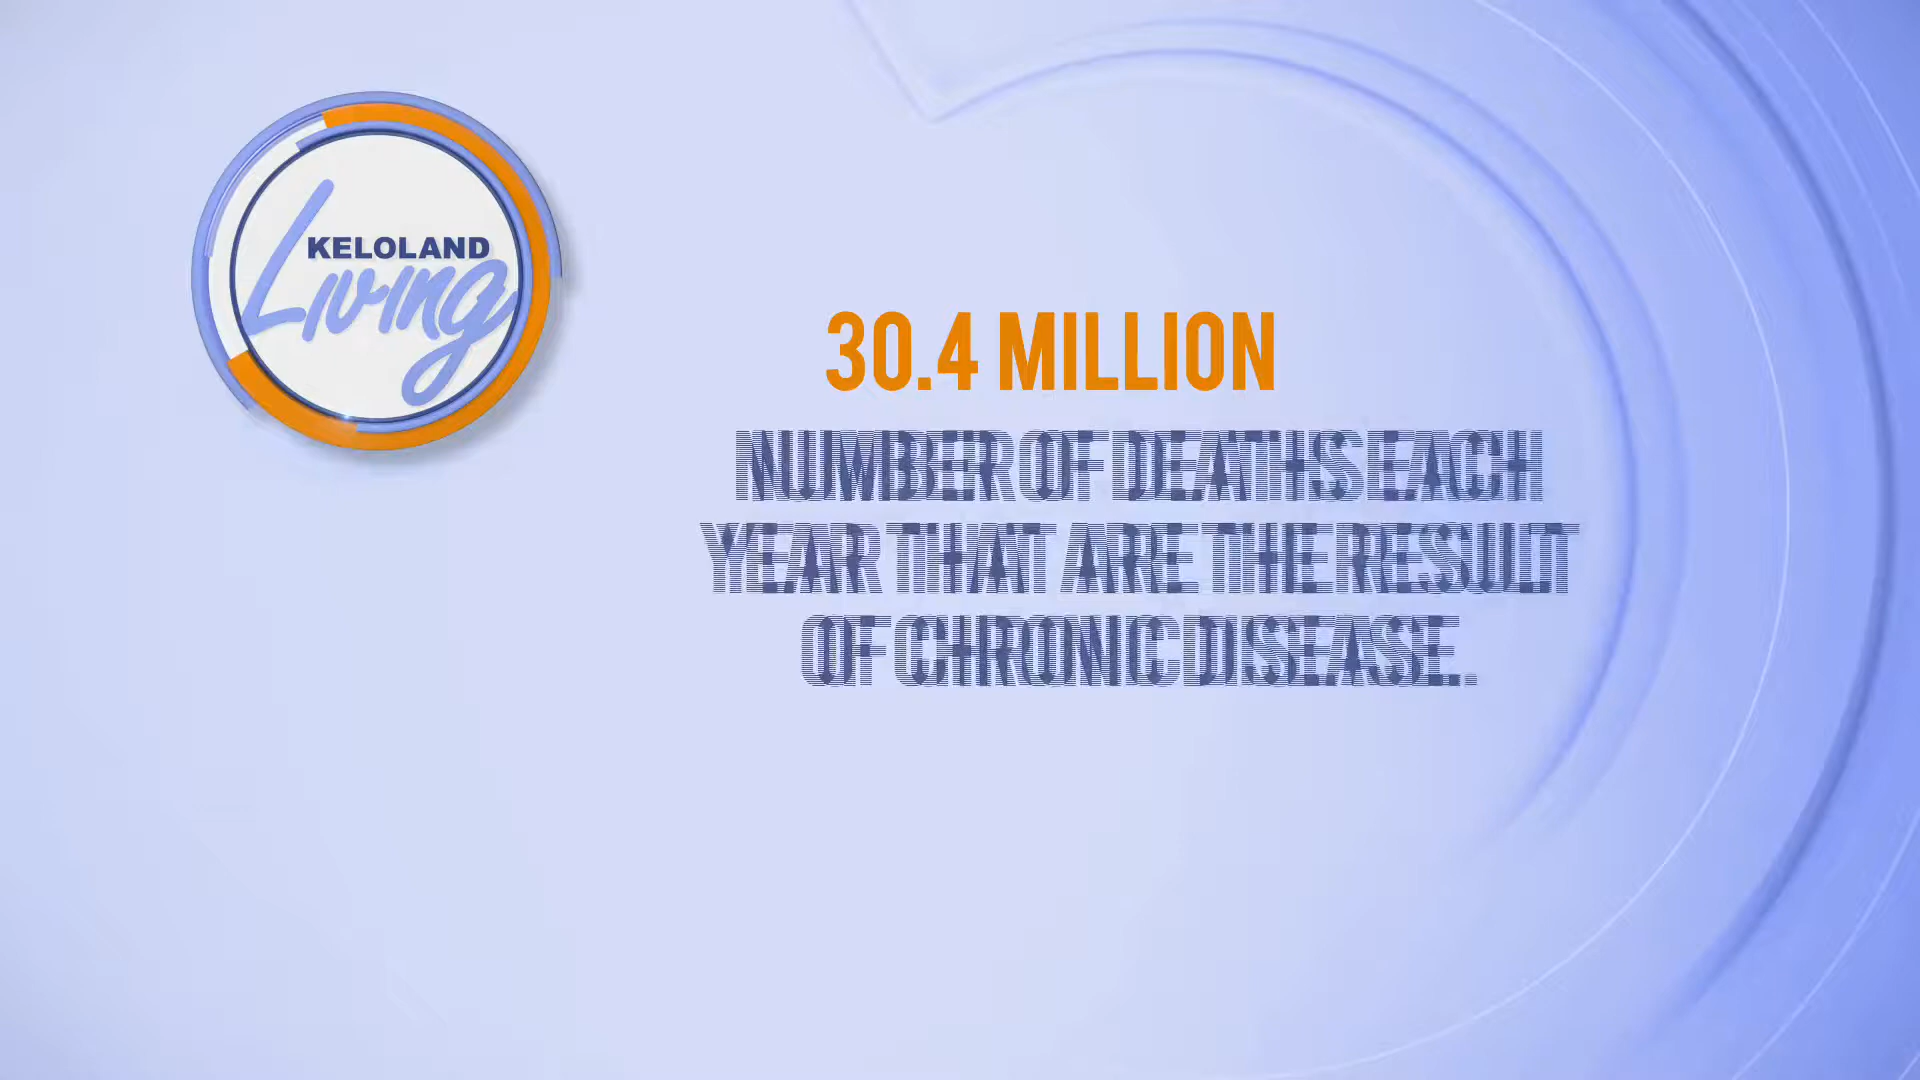 KELOLAND
Living
30.4 MILLION
NUMBER OF DEATHS EACH
YEAR THAT ARE THE RESULT
OF CHRONIC DISEASE.